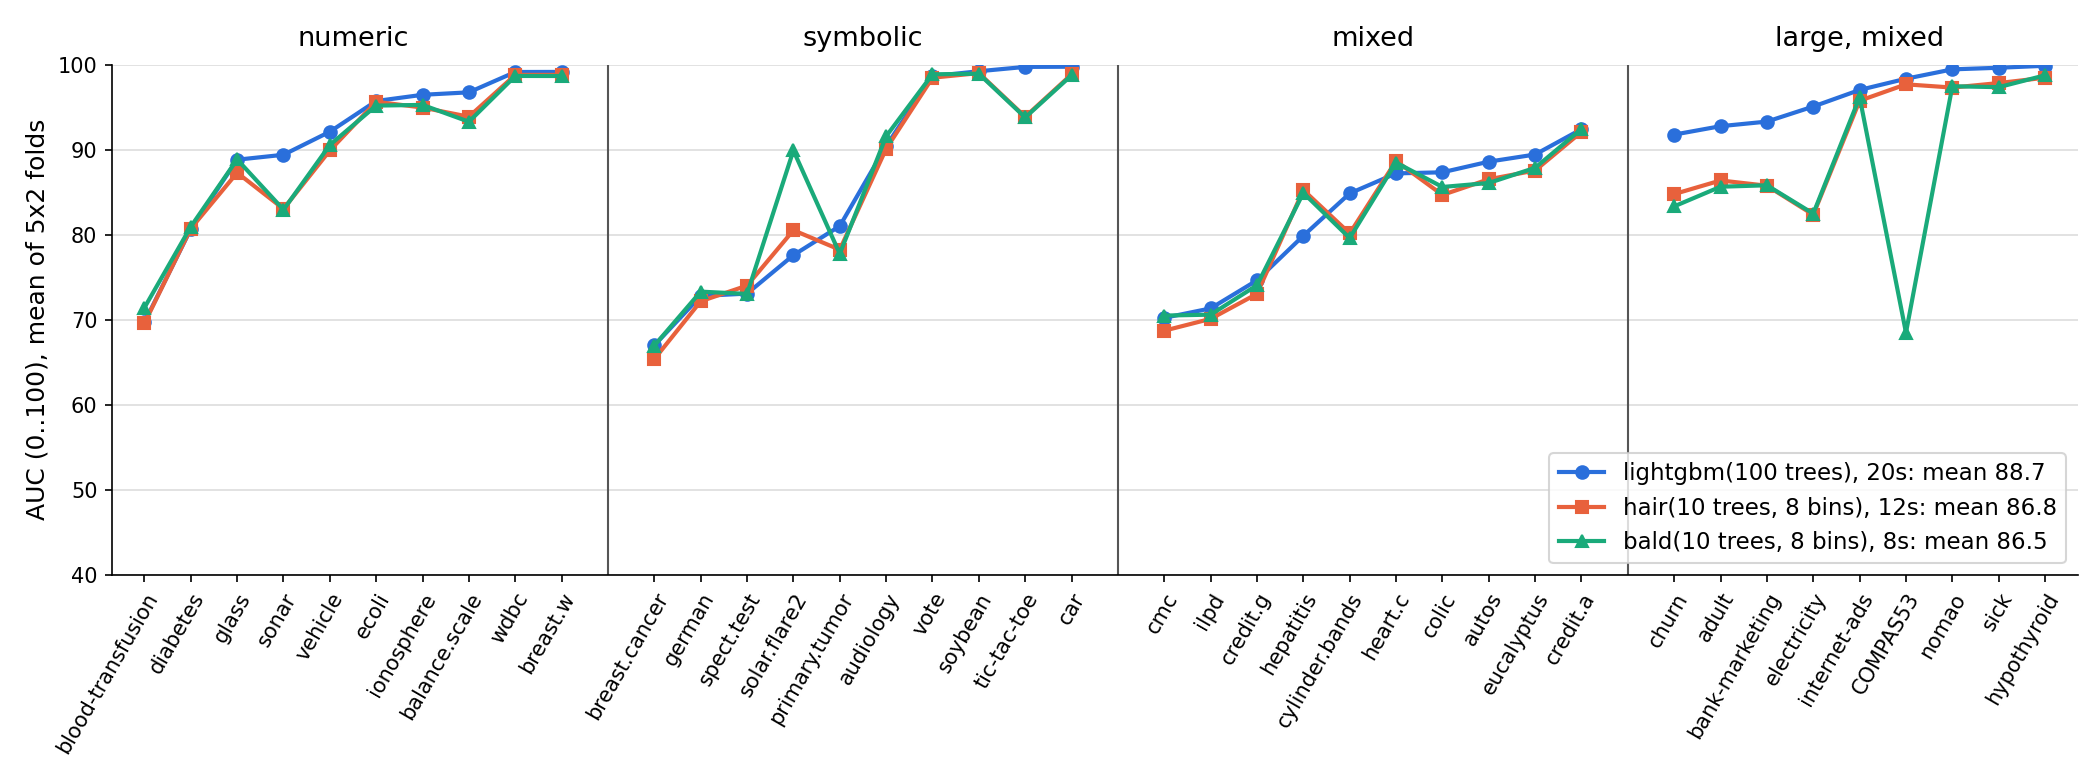 numeric
symbolic
mixed
large, mixed
AUC (0..100), mean of 5x2 folds
100
90
80
70
60
50
40
lightgbm(100 trees), 20s: mean 88.7
hair(10 trees, 8 bins), 12s: mean 86.8
bald(10 trees, 8 bins), 8s: mean 86.5
blood-transfusion
diabetes
glass
sonar
vehicle
ecoli
ionosphere
balance.scale
wdbc
breast.w
breast.cancer
german
spect.test
solar.flare2
primary.tumor
audiology
vote
soybean
tic-tac-toe
car
cmc
ilpd
credit.g
hepatitis
cylinder.bands
heart.c
colic
autos
eucalyptus
credit.a
churn
adult
bank-marketing
electricity
internet-ads
COMPAS53
nomao
sick
hypothyroid